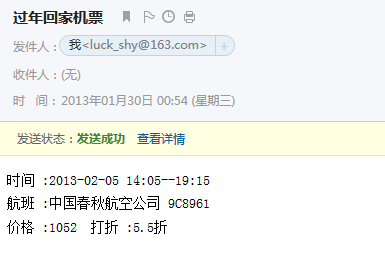 过年回家机票
发件人：我<luck_shy@163.com> +
收件人：(无)
时 间：2013年01月30日 00:54 (星期三)
发送状态：发送成功 查看详情
时间 :2013-02-05 14:05--19:15
航班 :中国春秋航空公司 9C8961
价格 :1052 打折 :5.5折